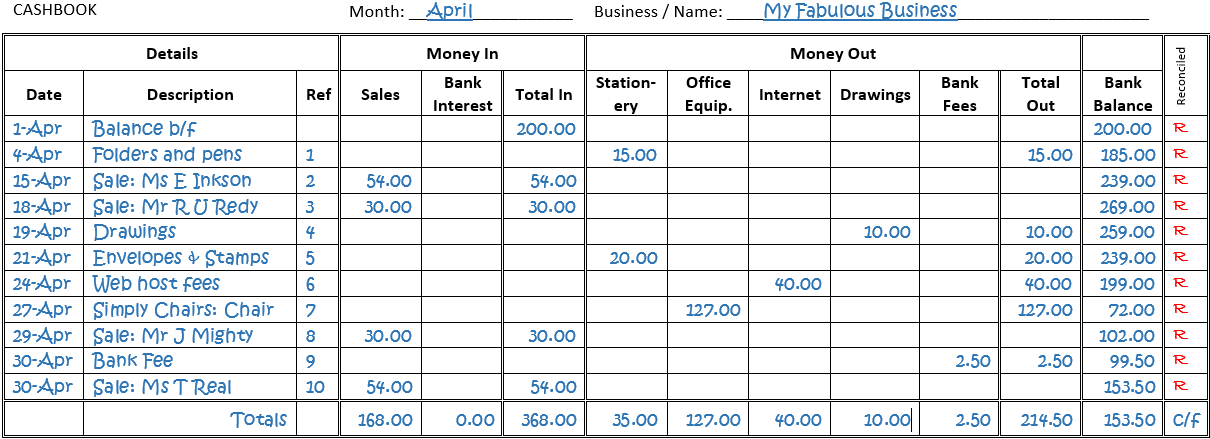 CASHBOOK Month: April Business / Name: My Fabulous Business
Details Money In Money Out Reconciled
Date Description Ref Sales Bank Interest Total In Station-ery Office Equip. Internet Drawings Bank Fees Total Out Bank Balance
1-Apr Balance b/f 200.00 200.00 R
4-Apr Folders and pens 1 15.00 15.00 185.00 R
15-Apr Sale: Ms E Inkson 2 54.00 54.00 239.00 R
18-Apr Sale: Mr R U Redy 3 30.00 30.00 269.00 R
19-Apr Drawings 4 10.00 10.00 259.00 R
21-Apr Envelopes & Stamps 5 20.00 20.00 239.00 R
24-Apr Web host fees 6 40.00 40.00 199.00 R
27-Apr Simply Chairs: Chair 7 127.00 127.00 72.00 R
29-Apr Sale: Mr J Mighty 8 30.00 30.00 102.00 R
30-Apr Bank Fee 9 2.50 2.50 99.50 R
30-Apr Sale: Ms T Real 10 54.00 54.00 153.50 R
Totals 168.00 0.00 368.00 35.00 127.00 40.00 10.00 2.50 214.50 153.50 c/f